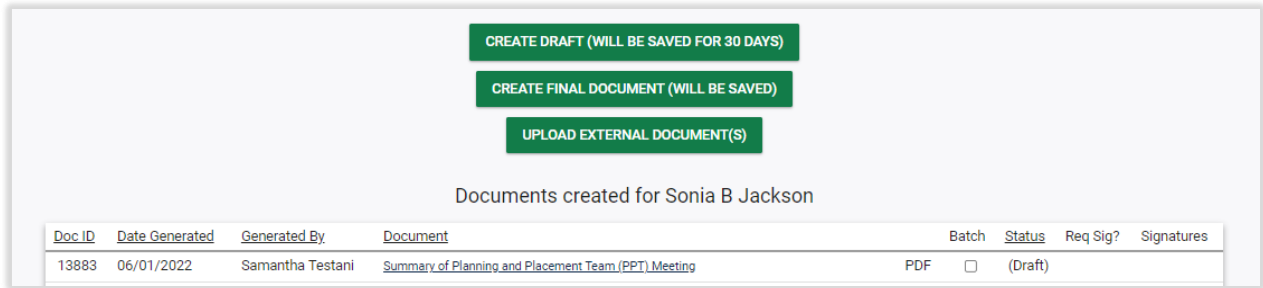 CREATE DRAFT (WILL BE SAVED FOR 30 DAYS)
CREATE FINAL DOCUMENT (WILL BE SAVED)
UPLOAD EXTERNAL DOCUMENT(S)
Documents created for Sonia B Jackson
Doc ID Date Generated Generated By Document Batch Status Req Sig? Signatures
13883 06/01/2022 Samantha Testani Summary of Planning and Placement Team (PPT) Meeting PDF (Draft)